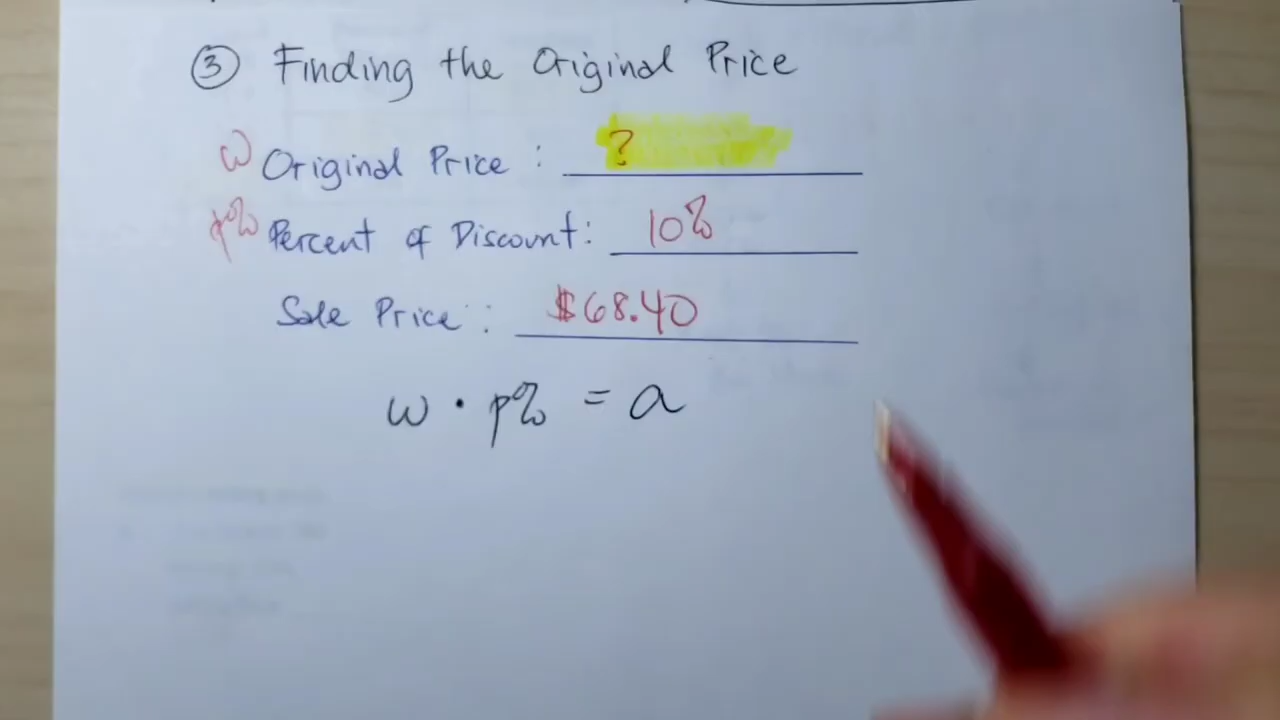 ③ Finding the Original Price
w Original Price : ?
p% Percent of Discount: 10%
Sale Price : $68.40
w · p% = a